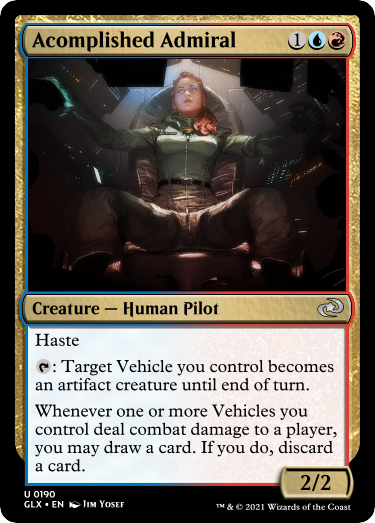 Acomplished Admiral 1
Creature — Human Pilot
Haste
: Target Vehicle you control becomes
an artifact creature until end of turn.
Whenever one or more Vehicles you
control deal combat damage to a player,
you may draw a card. If you do, discard
a card.
2/2
U 0190
GLX • EN Jim Yosef
™ & © 2021 Wizards of the Coast